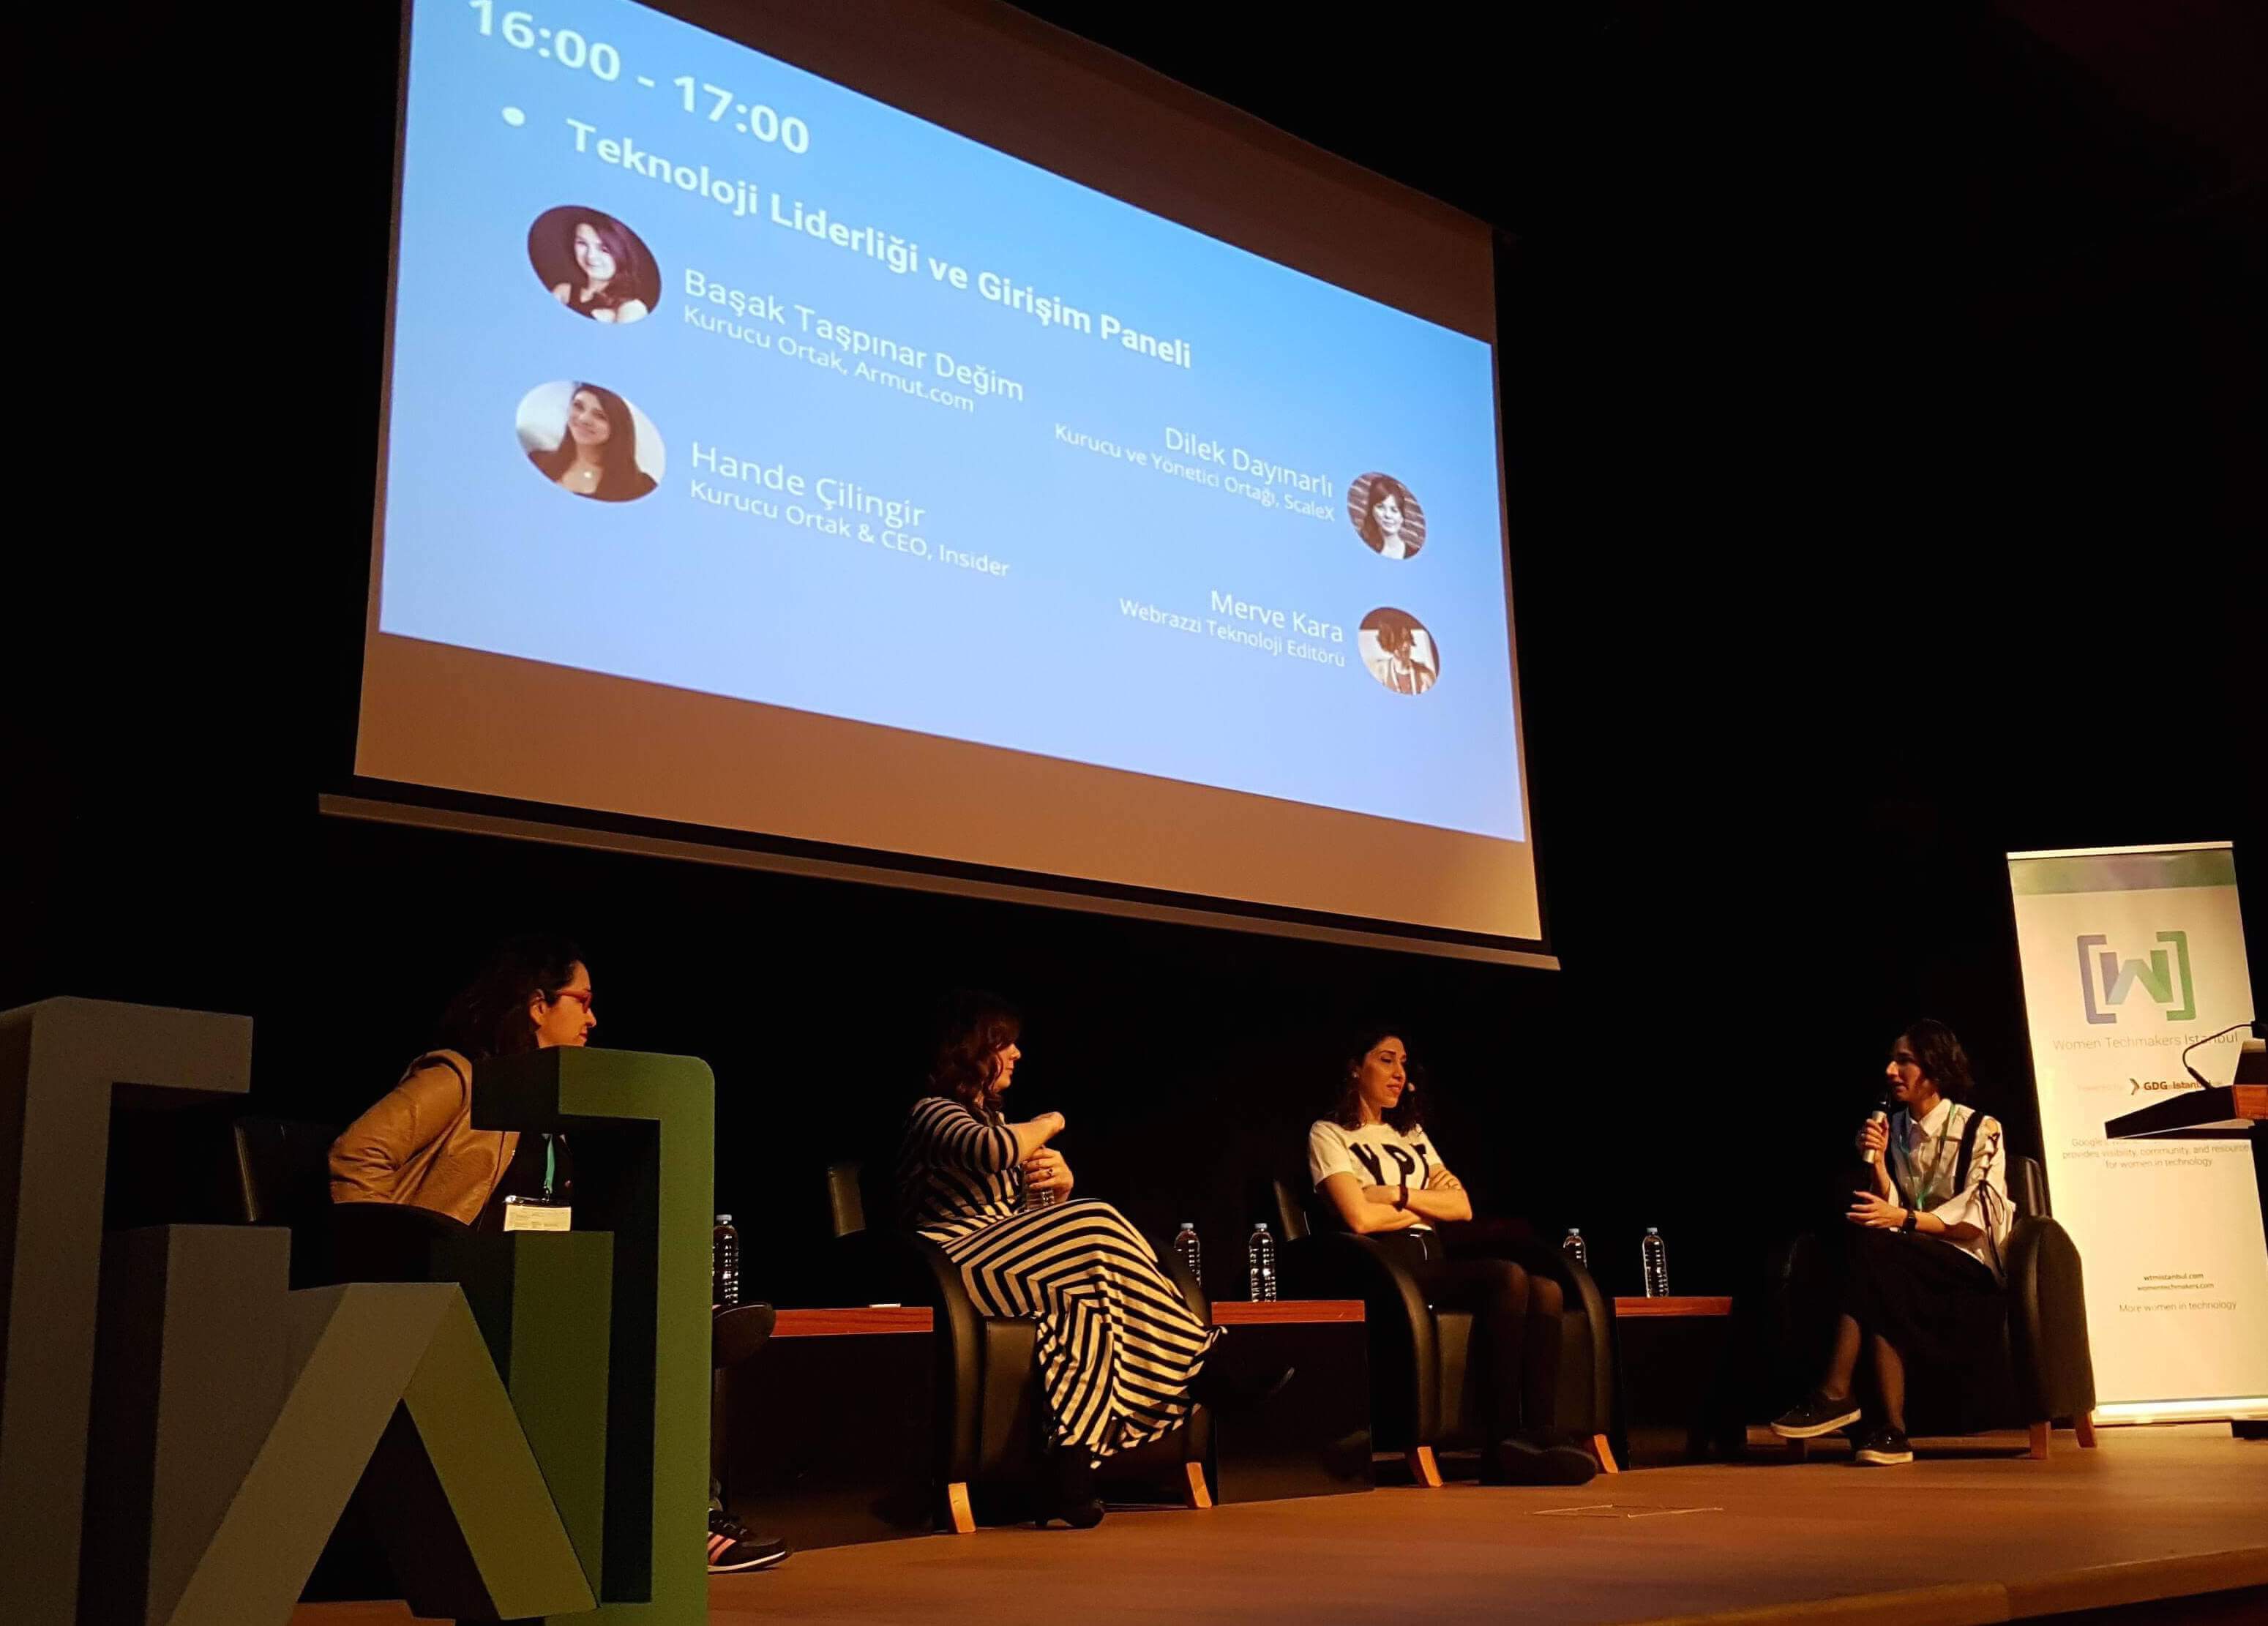 16:00 - 17:00
• Teknoloji Liderliği ve Girişim Paneli
Başak Taşpınar Değim
Kurucu Ortak, Armut.com
Hande Çilingir
Kurucu Ortak & CEO, Insider
Dilek Dayınarlı
Kurucu ve Yönetici Ortağı, ScaleX
Merve Kara
Webrazzi Teknoloji Editörü
W
[W]
Women Techmakers Istanbul
GDG
Google's
provides visibility, community, and resources
for women in technology
wtmistanbul.com
womentechmakers.com
More women in technology